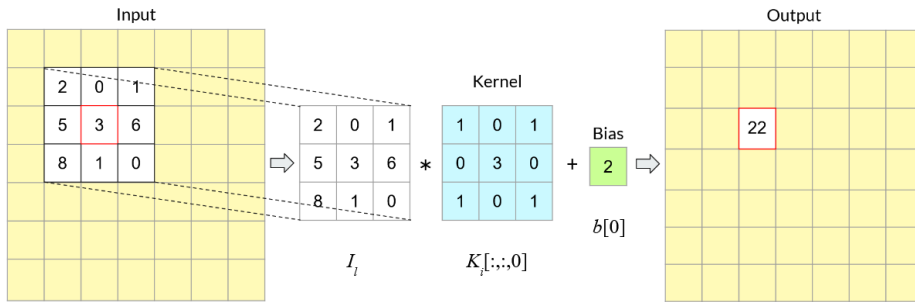 Input
Output
2 0 1
5 3 6
8 1 0
2 0 1
5 3 6
8 1 0
*
Kernel
1 0 1
0 3 0
1 0 1
+
Bias
2
22
I_l
K_i[:,:,0]
b[0]